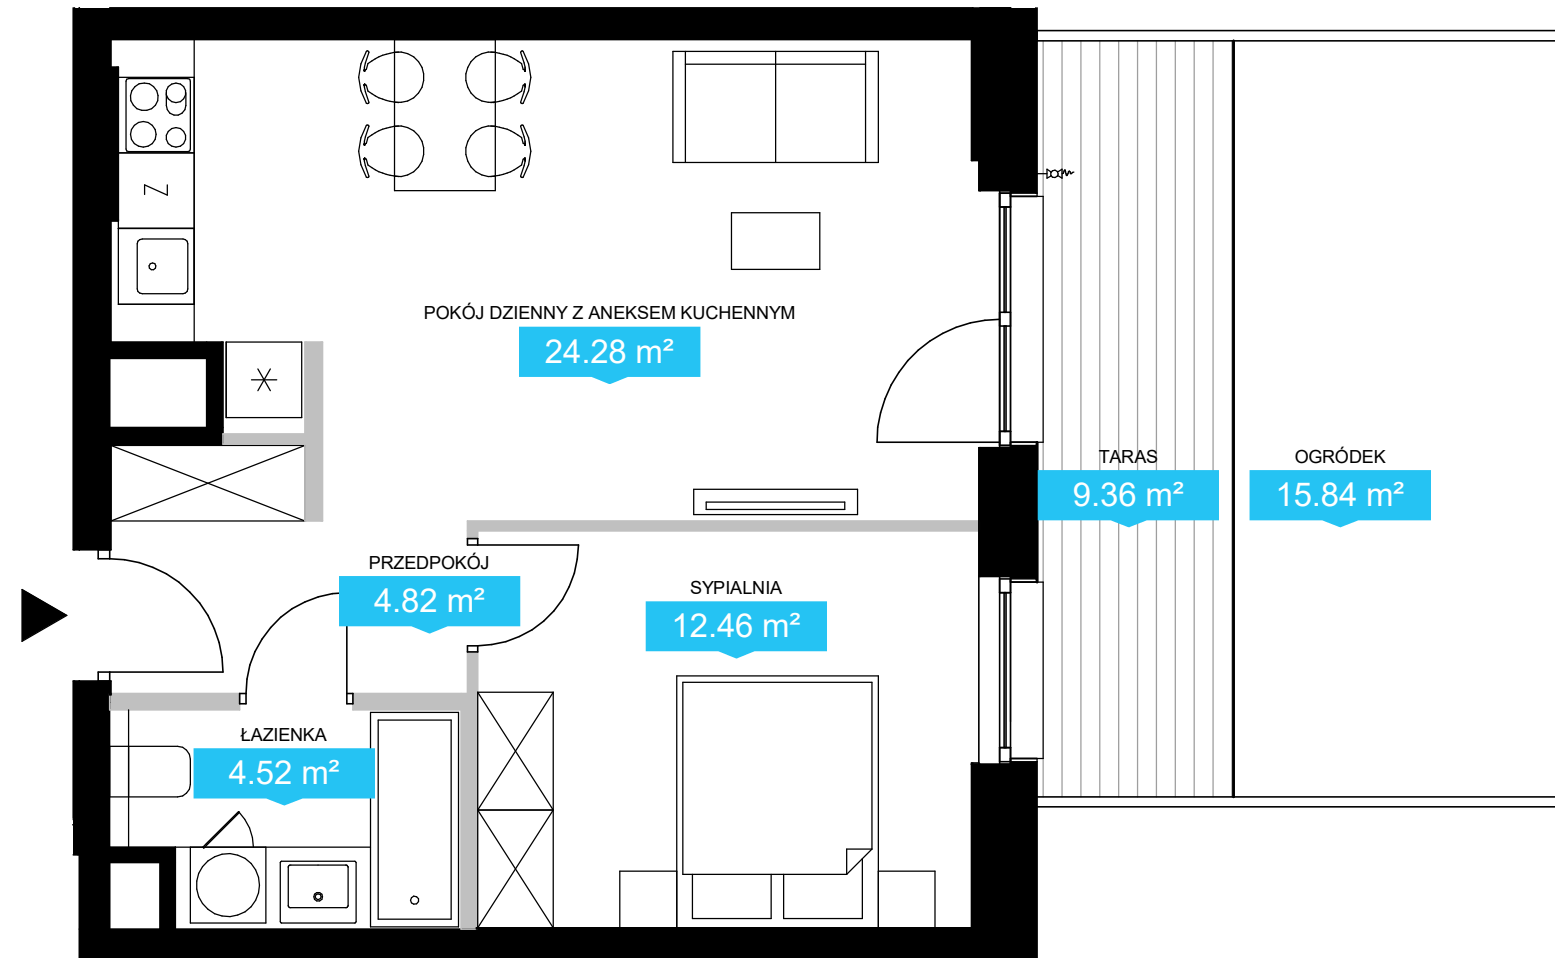 POKÓJ DZIENNY Z ANEKSEM KUCHENNYM
24.28 m²
TARAS
9.36 m²
OGRÓDEK
15.84 m²
PRZEDPOKÓJ
4.82 m²
SYPIALNIA
12.46 m²
ŁAZIENKA
4.52 m²
Z